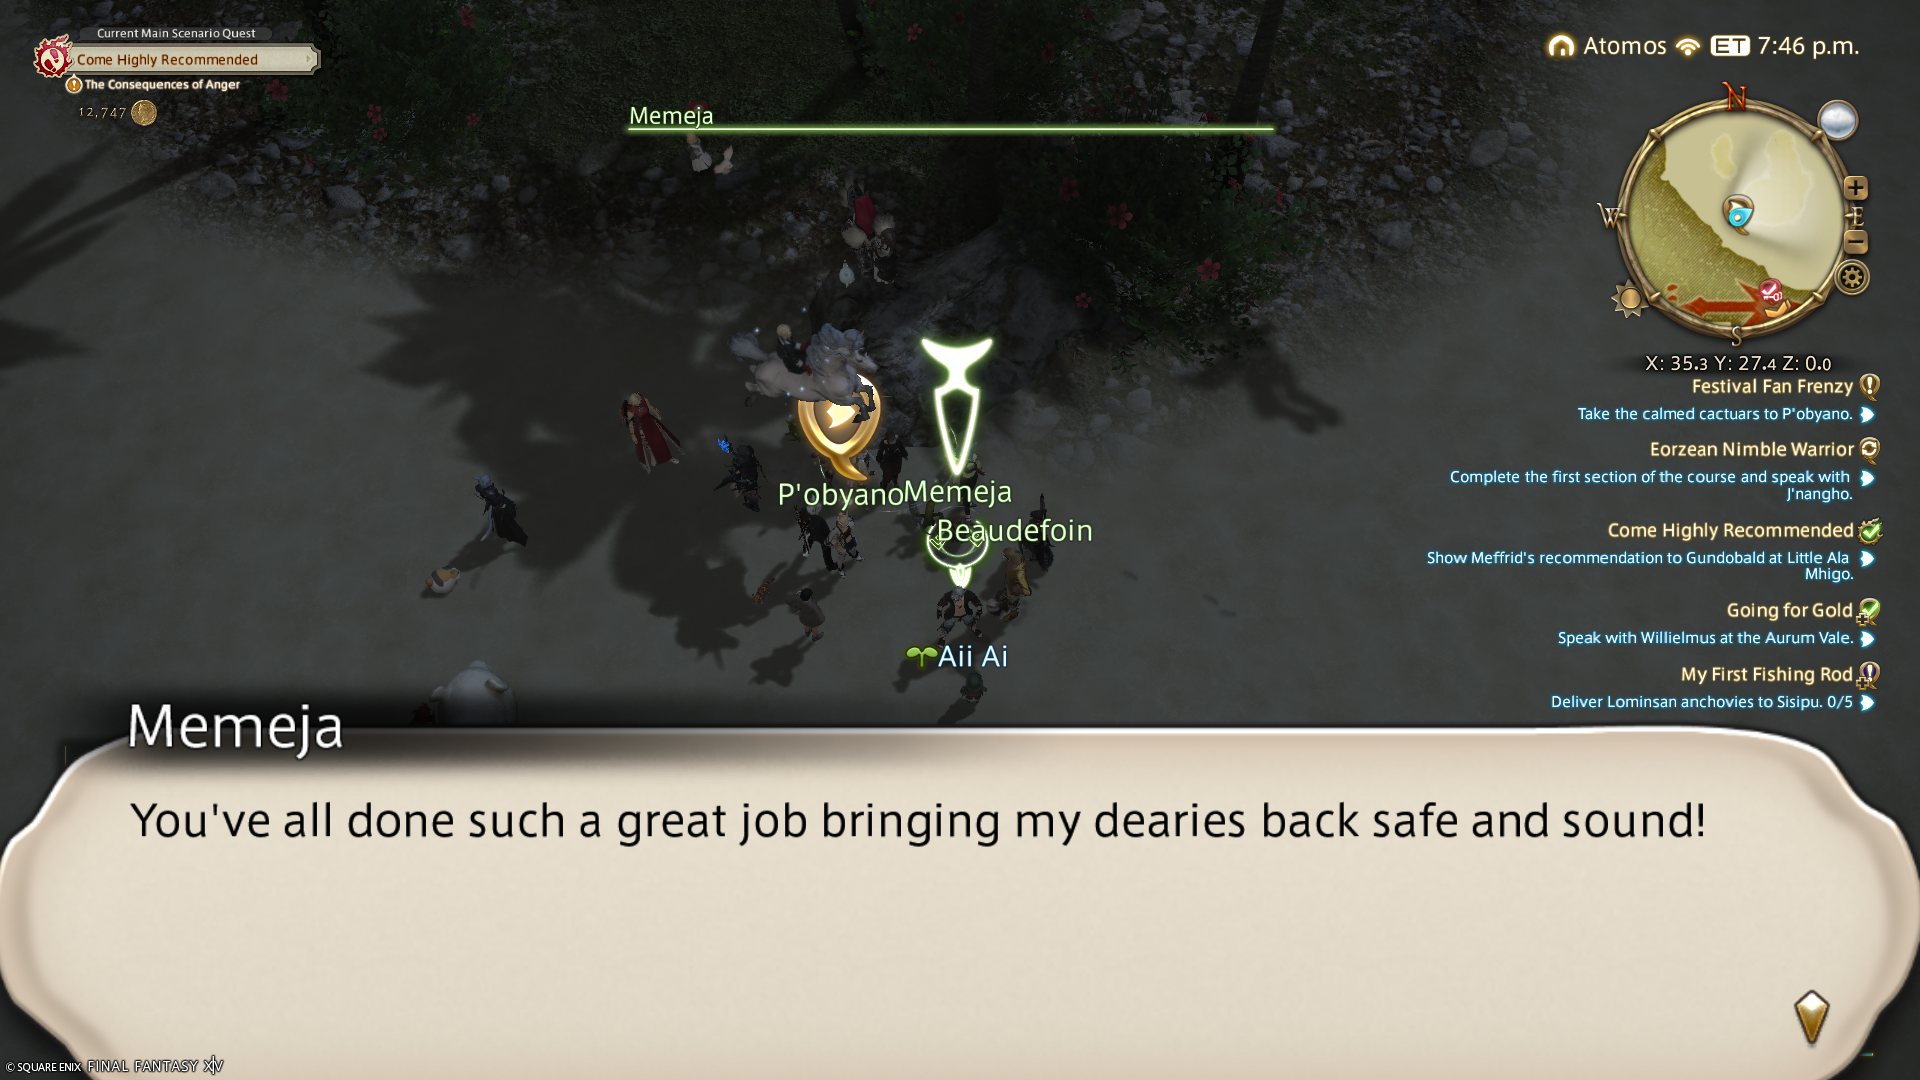 Current Main Scenario Quest
Come Highly Recommended
The Consequences of Anger
12,747
Memeja
Atomos ET 7:46 p.m.
N
W
E
S
X: 35.3 Y: 27.4 Z: 0.0
Festival Fan Frenzy
Take the calmed cactuars to P'obyano.
Eorzean Nimble Warrior
Complete the first section of the course and speak with
J'nangho.
Come Highly Recommended
Show Meffrid's recommendation to Gundobald at Little Ala
Mhigo.
Going for Gold
Speak with Willielmus at the Aurum Vale.
My First Fishing Rod
Deliver Lominsan anchovies to Sisipu. 0/5
P'obyano
Memeja
Beaudefoin
Aii Ai
Memeja
You've all done such a great job bringing my dearies back safe and sound!
© SQUARE ENIX FINAL FANTASY XIV